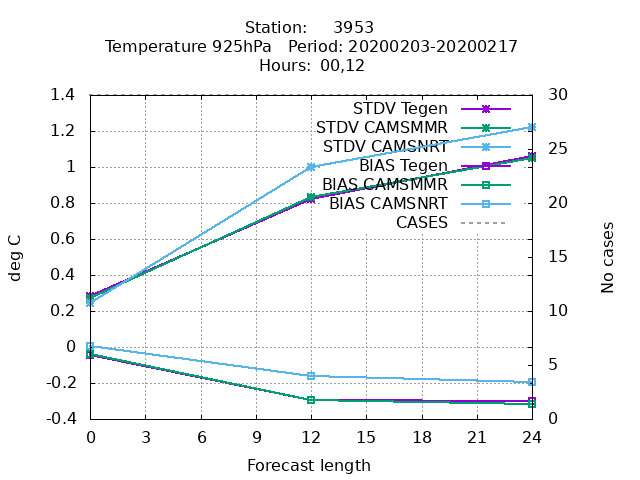 Station: 3953
Temperature 925hPa Period: 20200203-20200217
Hours: 00,12
1.4
1.2
1
0.8
0.6
0.4
0.2
0
-0.2
-0.4
deg C
30
25
20
15
10
5
0
No cases
STDV Tegen
STDV CAMSMMR
STDV CAMSNRT
BIAS Tegen
BIAS CAMSMMR
BIAS CAMSNRT
CASES
0 3 6 9 12 15 18 21 24
Forecast length